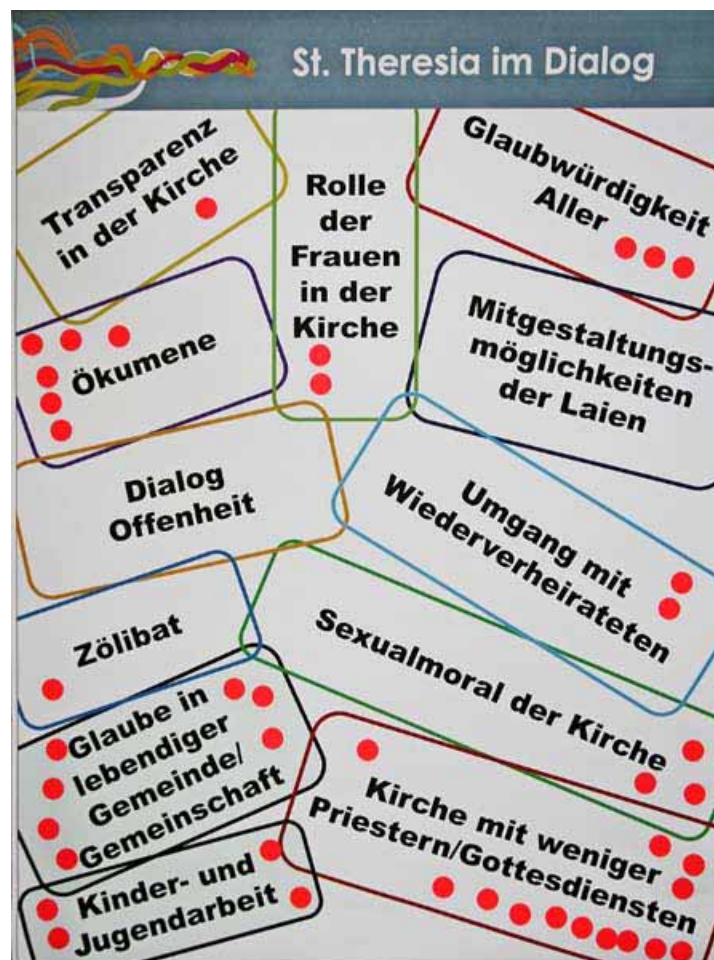 St. Theresia im Dialog
Transparenz
in der Kirche
Rolle
der
Frauen
in der
Kirche
Glaubwürdigkeit
Aller
Ökumene
Mitgestaltungs-
möglichkeiten
der Laien
Dialog
Offenheit
Umgang mit
Wiederverheirateten
Zölibat
Sexualmoral der Kirche
Glaube in
lebendiger
Gemeinde/
Gemeinschaft
Kirche mit weniger
Priestern/Gottesdiensten
Kinder- und
Jugendarbeit